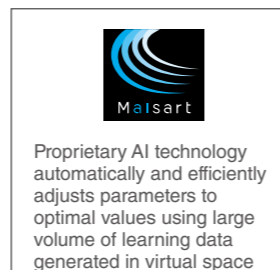 Maisart
Proprietary AI technology
automatically and efficiently
adjusts parameters to
optimal values using large
volume of learning data
generated in virtual space